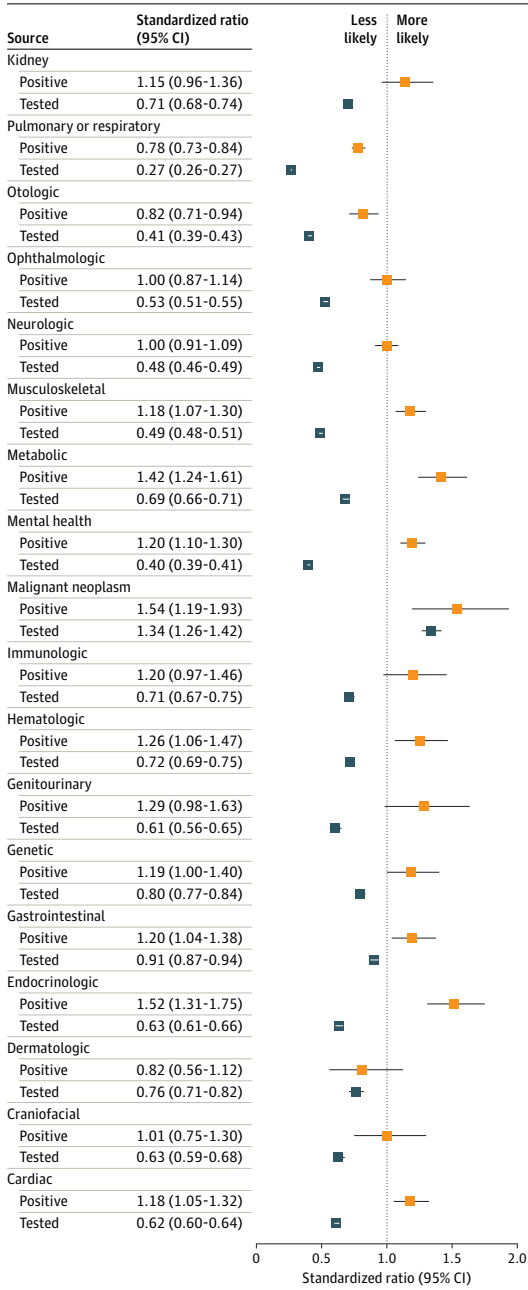 Source Standardized ratio (95% CI) Less likely More likely
Kidney
Positive 1.15 (0.96-1.36)
Tested 0.71 (0.68-0.74)
Pulmonary or respiratory
Positive 0.78 (0.73-0.84)
Tested 0.27 (0.26-0.27)
Otologic
Positive 0.82 (0.71-0.94)
Tested 0.41 (0.39-0.43)
Ophthalmologic
Positive 1.00 (0.87-1.14)
Tested 0.53 (0.51-0.55)
Neurologic
Positive 1.00 (0.91-1.09)
Tested 0.48 (0.46-0.49)
Musculoskeletal
Positive 1.18 (1.07-1.30)
Tested 0.49 (0.48-0.51)
Metabolic
Positive 1.42 (1.24-1.61)
Tested 0.69 (0.66-0.71)
Mental health
Positive 1.20 (1.10-1.30)
Tested 0.40 (0.39-0.41)
Malignant neoplasm
Positive 1.54 (1.19-1.93)
Tested 1.34 (1.26-1.42)
Immunologic
Positive 1.20 (0.97-1.46)
Tested 0.71 (0.67-0.75)
Hematologic
Positive 1.26 (1.06-1.47)
Tested 0.72 (0.69-0.75)
Genitourinary
Positive 1.29 (0.98-1.63)
Tested 0.61 (0.56-0.65)
Genetic
Positive 1.19 (1.00-1.40)
Tested 0.80 (0.77-0.84)
Gastrointestinal
Positive 1.20 (1.04-1.38)
Tested 0.91 (0.87-0.94)
Endocrinologic
Positive 1.52 (1.31-1.75)
Tested 0.63 (0.61-0.66)
Dermatologic
Positive 0.82 (0.56-1.12)
Tested 0.76 (0.71-0.82)
Craniofacial
Positive 1.01 (0.75-1.30)
Tested 0.63 (0.59-0.68)
Cardiac
Positive 1.18 (1.05-1.32)
Tested 0.62 (0.60-0.64)
0 0.5 1.0 1.5 2.0
Standardized ratio (95% CI)